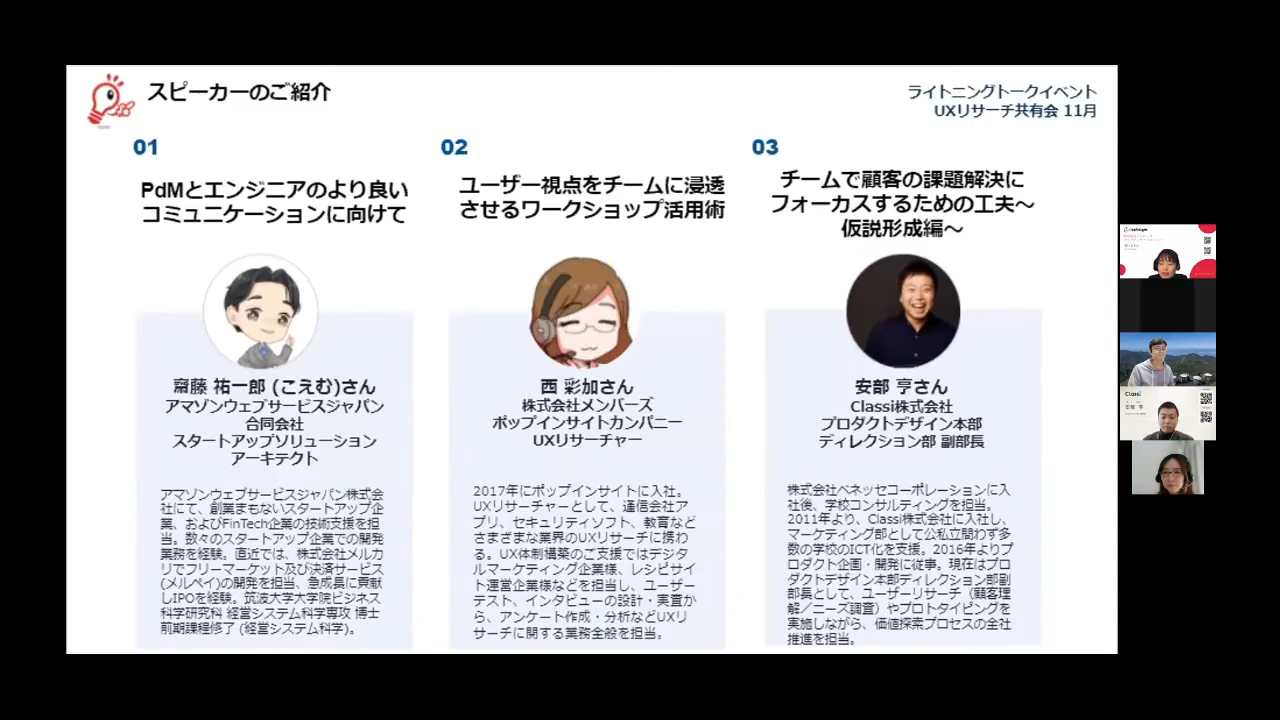 スピーカーのご紹介
ライトニングトークイベント
UXリサーチ共有会 11月
01
PdMとエンジニアのより良い
コミュニケーションに向けて
齋藤 祐一郎 (こえむ)さん
アマゾンウェブサービスジャパン
合同会社
スタートアップソリューション
アーキテクト
アマゾンウェブサービスジャパン株式会
社にて、創業まもないスタートアップ企
業、およびFinTech企業の技術支援を担
当。数々のスタートアップ企業での開発
業務を経験。直近では、株式会社メルカ
リでフリーマーケット及び決済サービス
(メルペイ)の開発を担当、急成長に貢献
しIPOを経験。筑波大学大学院ビジネス
科学研究科 経営システム科学専攻 博士
前期課程修了 (経営システム科学)。
02
ユーザー視点をチームに浸透
させるワークショップ活用術
西 彩加さん
株式会社メンバーズ
ポップインサイトカンパニー
UXリサーチャー
2017年にポップインサイトに入社。
UXリサーチャーとして、通信会社ア
プリ、セキュリティソフト、教育など
さまざまな業界のUXリサーチに携わ
る。UX体制構築のご支援ではデジタ
ルマーケティング企業様、レシピサイ
ト運営企業様などを担当し、ユーザー
テスト、インタビューの設計・実査か
ら、アンケート作成・分析などUXリ
サーチに関する業務全般を担当。
03
チームで顧客の課題解決に
フォーカスするための工夫〜
仮説形成編〜
安部 亨さん
Classi株式会社
プロダクトデザイン本部
ディレクション部 副部長
株式会社ベネッセコーポレーションに入
社後、学校コンサルティングを担当。
2011年より、Classi株式会社に入社し、
マーケティング部として公私立問わず多
数の学校のICT化を支援。2016年よりプ
ロダクト企画・開発に従事。現在はプロ
ダクトデザイン本部ディレクション部副
部長として、ユーザーリサーチ（顧客理
解／ニーズ調査）やプロトタイピングを
実施しながら、価値探索プロセスの全社
推進を担当。
Classi